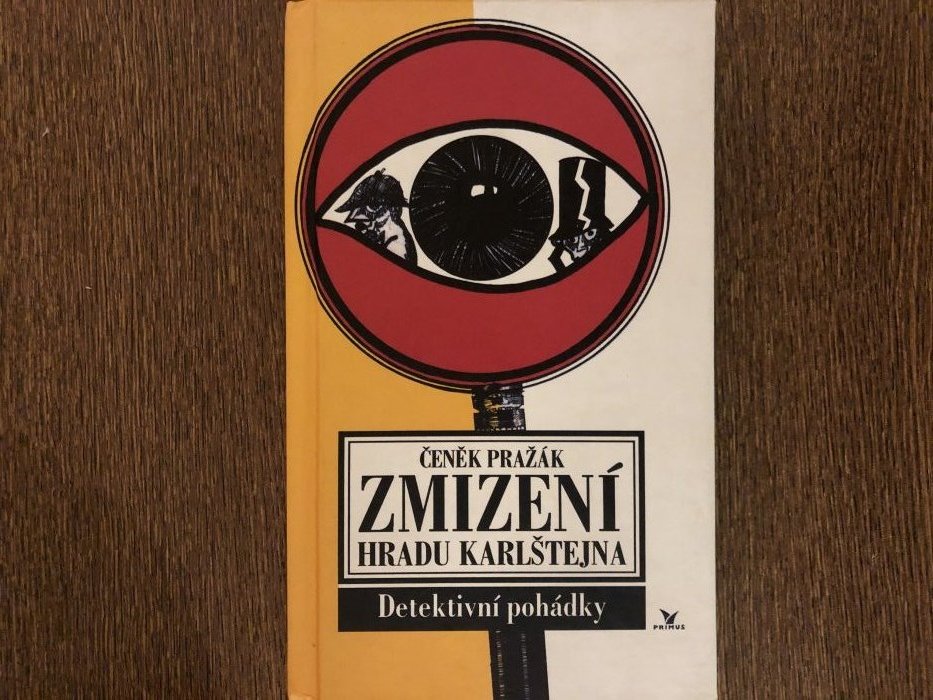 ČENĚK PRAŽÁK
ZMIZENÍ
HRADU KARLŠTEJNA
Detektivní pohádky
PRIMUS